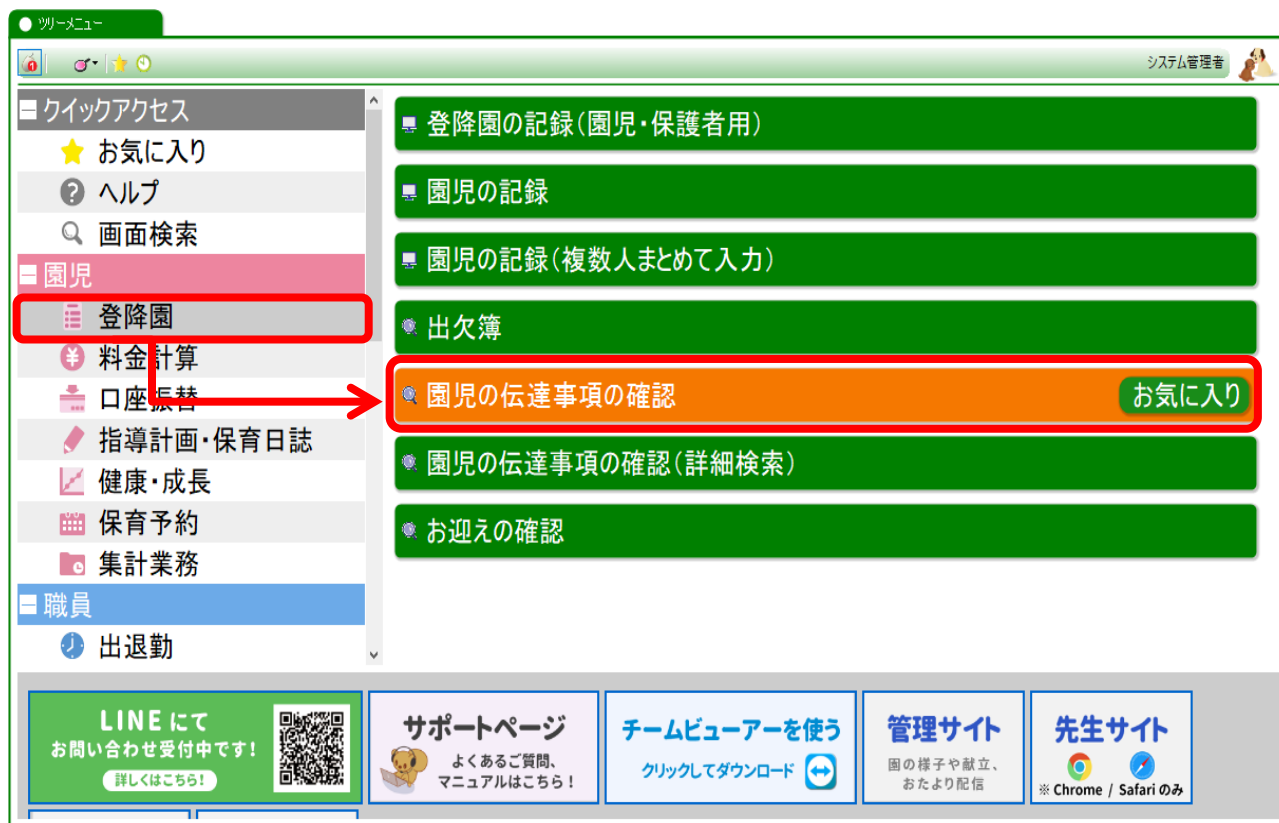 ツリーメニュー
システム管理者
クイックアクセス
お気に入り
ヘルプ
画面検索
園児
登降園
料金計算
口座振替
指導計画・保育日誌
健康・成長
保育予約
集計業務
職員
出退勤
登降園の記録(園児・保護者用)
園児の記録
園児の記録(複数人まとめて入力)
出欠簿
園児の伝達事項の確認
お気に入り
園児の伝達事項の確認(詳細検索)
お迎えの確認
LINEにて
お問い合わせ受付中です!
詳しくはこちら!
サポートページ
よくあるご質問、
マニュアルはこちら!
チームビューアーを使う
クリックしてダウンロード
管理サイト
園の様子や献立、
おたより配信
先生サイト
※ Chrome / Safari のみ